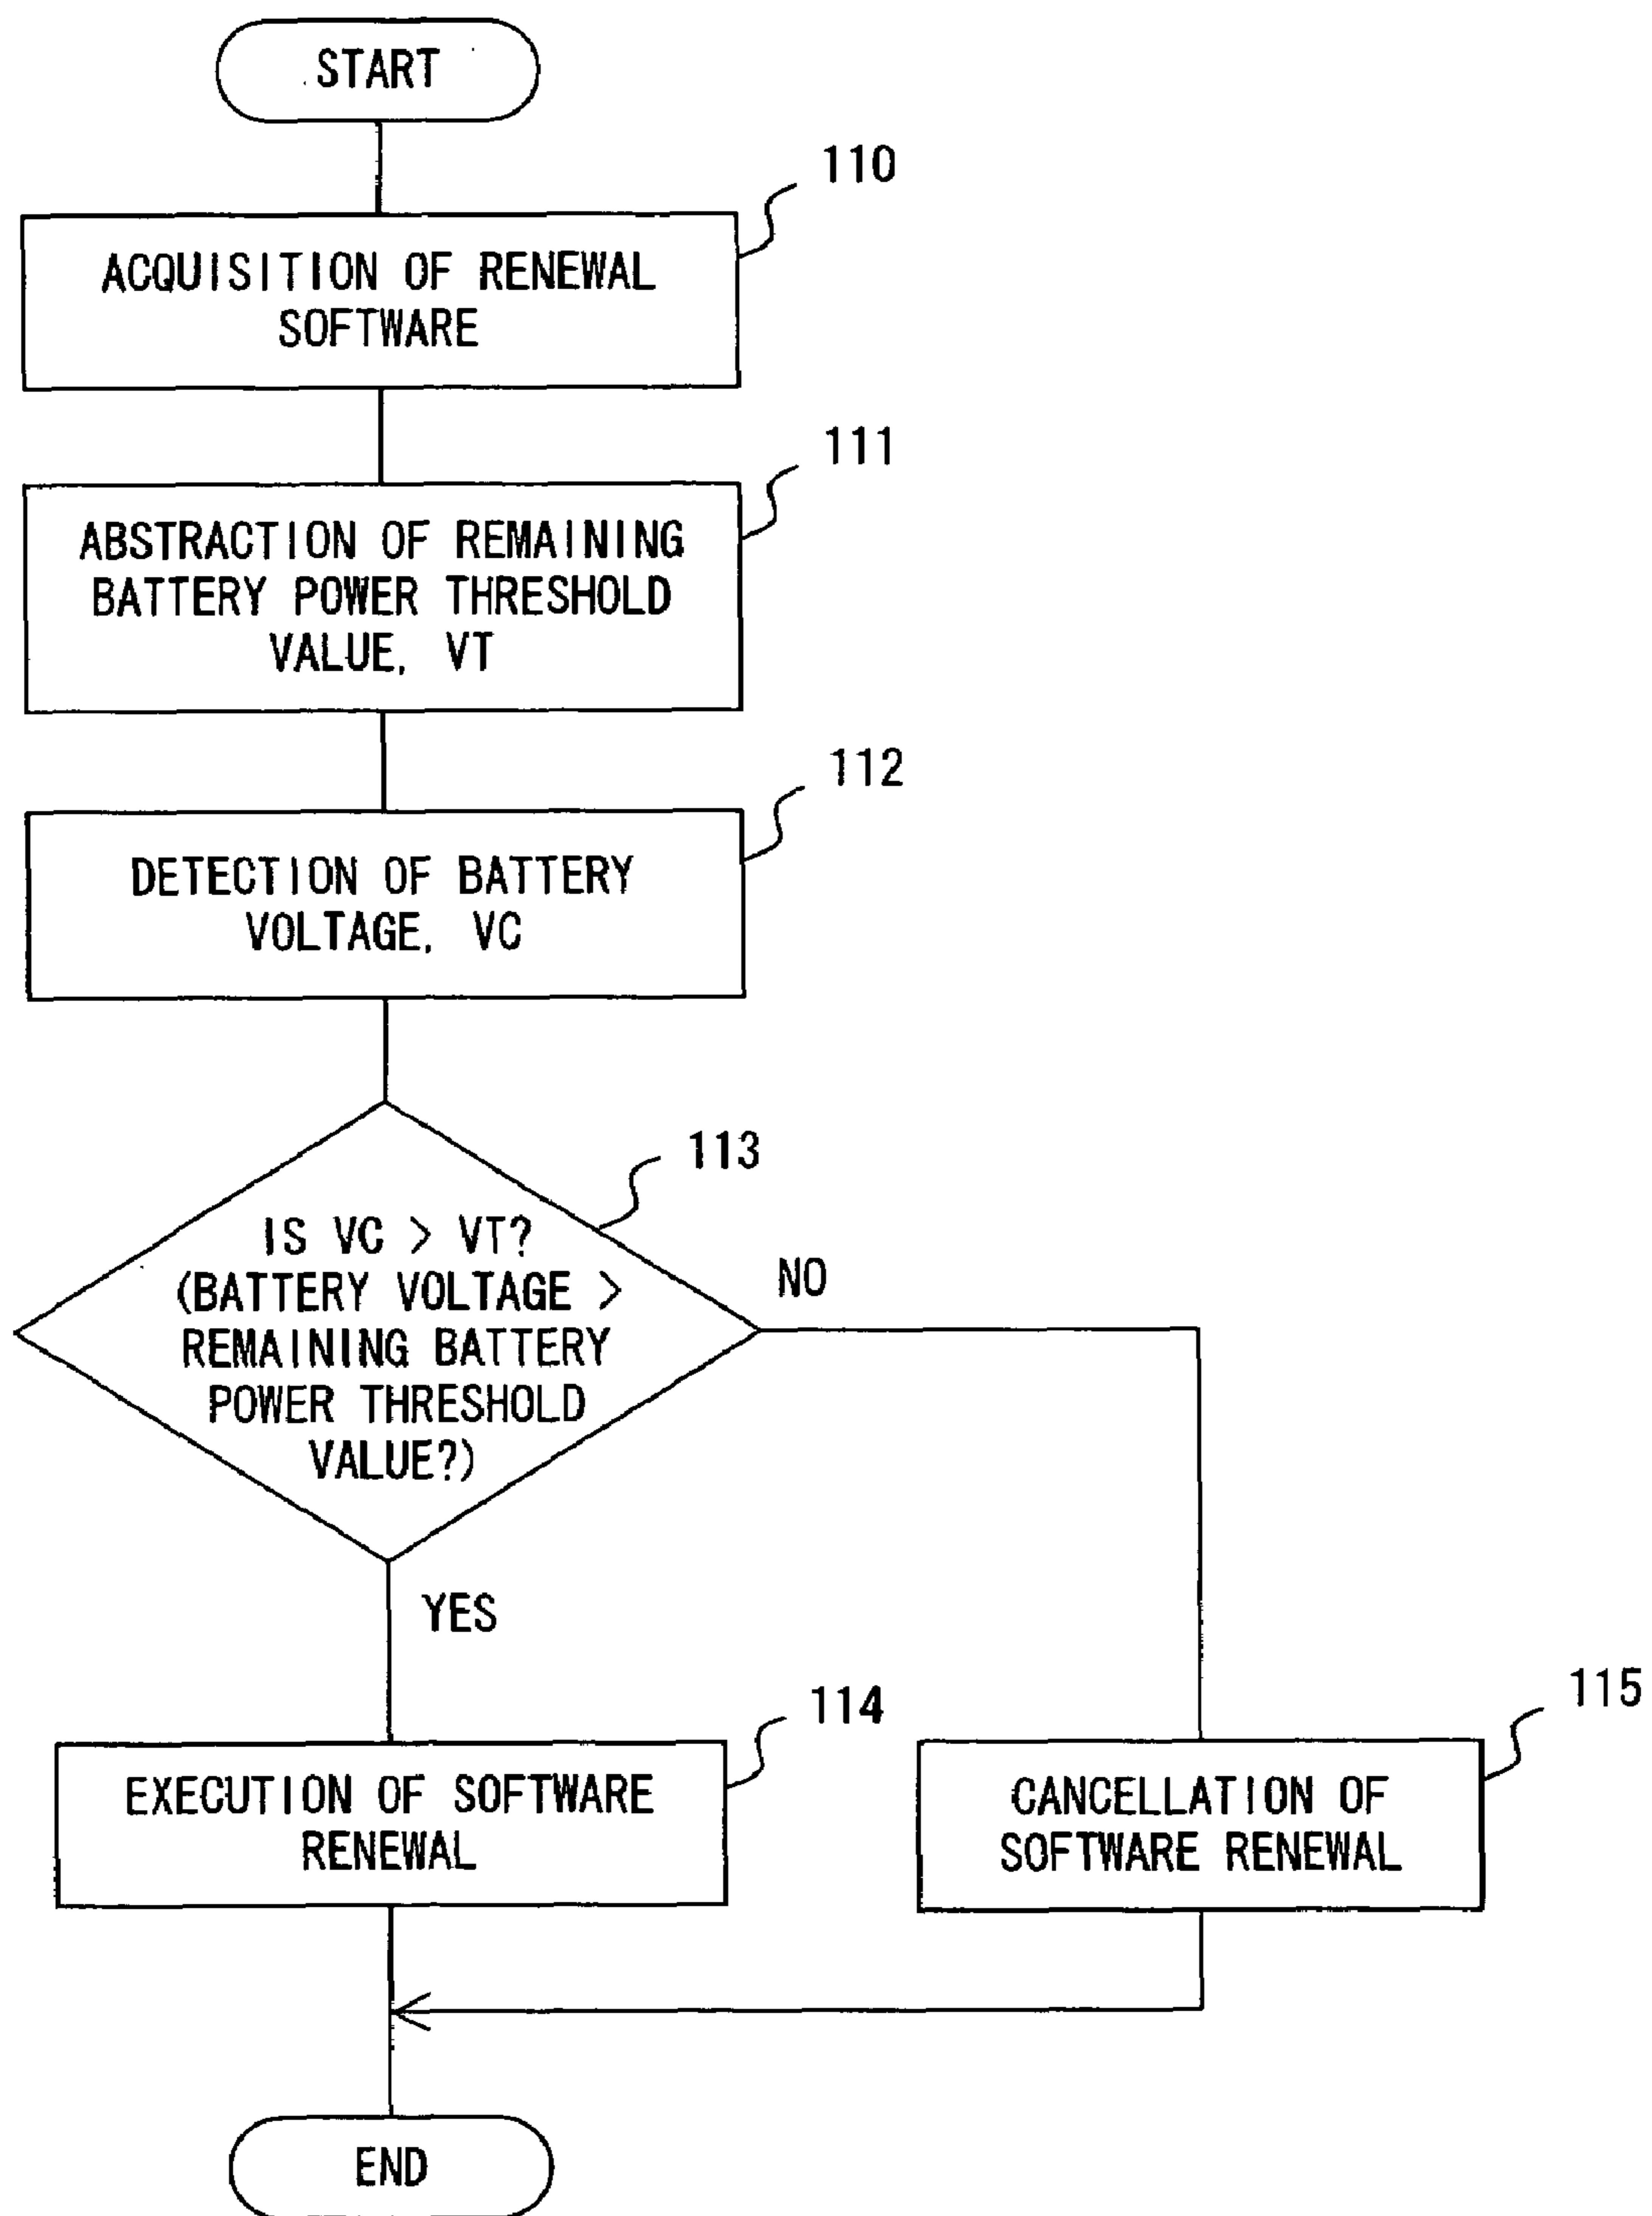 START
110
ACQUISITION OF RENEWAL
SOFTWARE
111
ABSTRACTION OF REMAINING
BATTERY POWER THRESHOLD
VALUE, VT
112
DETECTION OF BATTERY
VOLTAGE, VC
113
IS VC > VT?
(BATTERY VOLTAGE >
REMAINING BATTERY
POWER THRESHOLD
VALUE?)
NO
YES
114
EXECUTION OF SOFTWARE
RENEWAL
115
CANCELLATION OF
SOFTWARE RENEWAL
END